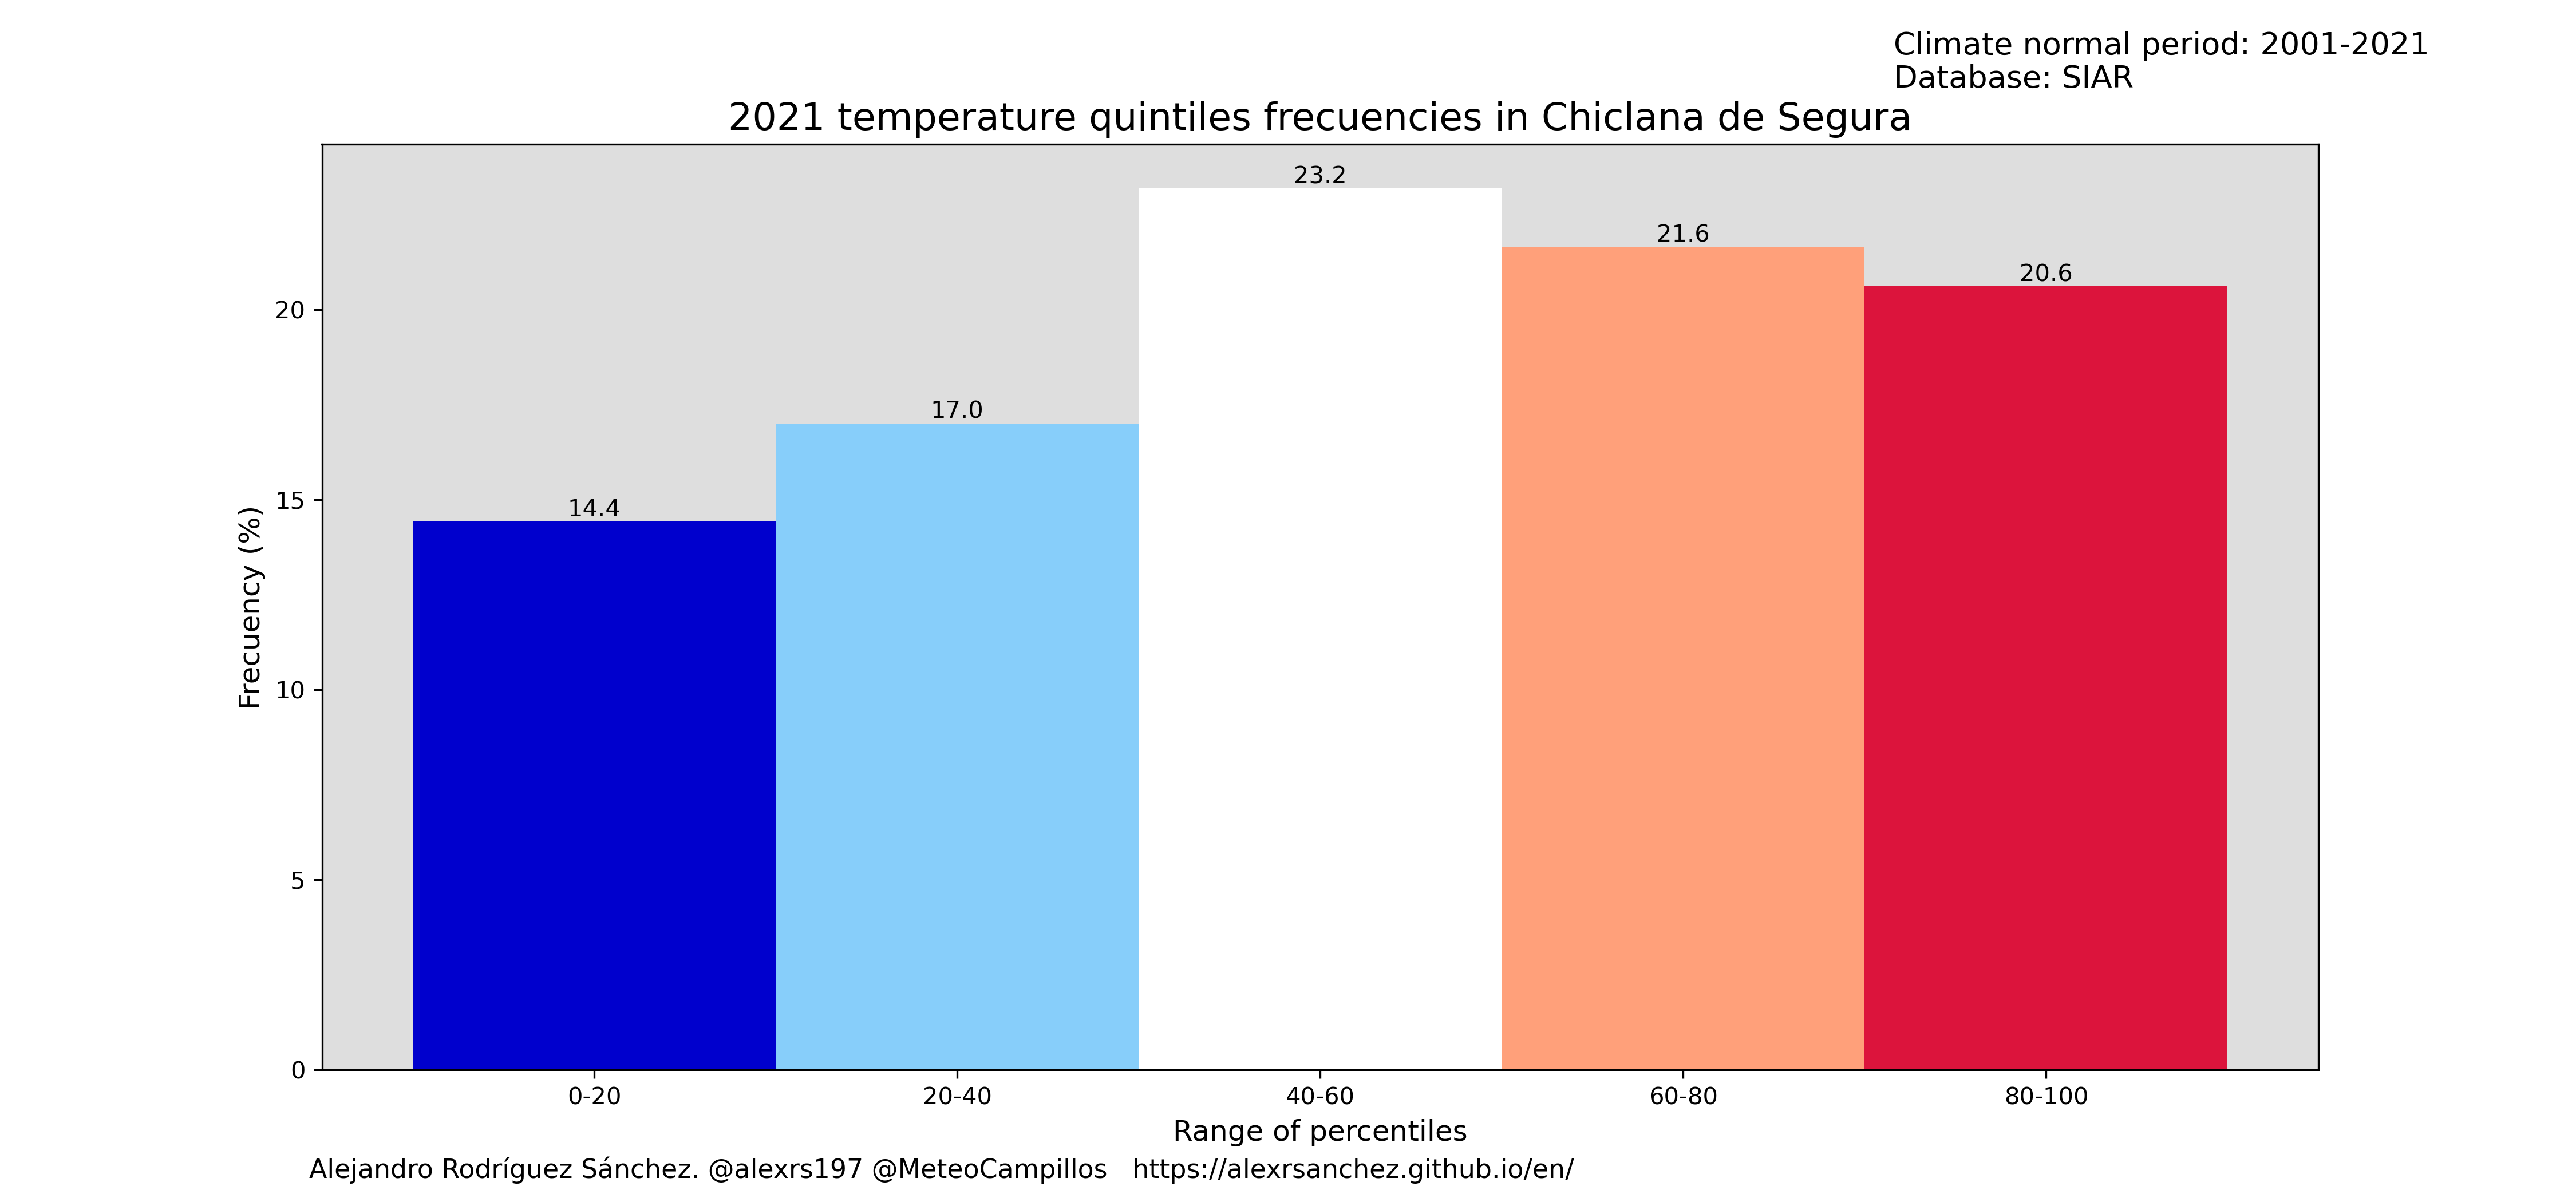 Climate normal period: 2001-2021
Database: SIAR
2021 temperature quintiles frecuencies in Chiclana de Segura
23.2
21.6
20.6
17.0
14.4
Frecuency (%)
20
15
10
5
0
0-20 20-40 40-60 60-80 80-100
Range of percentiles
Alejandro Rodríguez Sánchez. @alexrs197 @MeteoCampillos https://alexrsanchez.github.io/en/